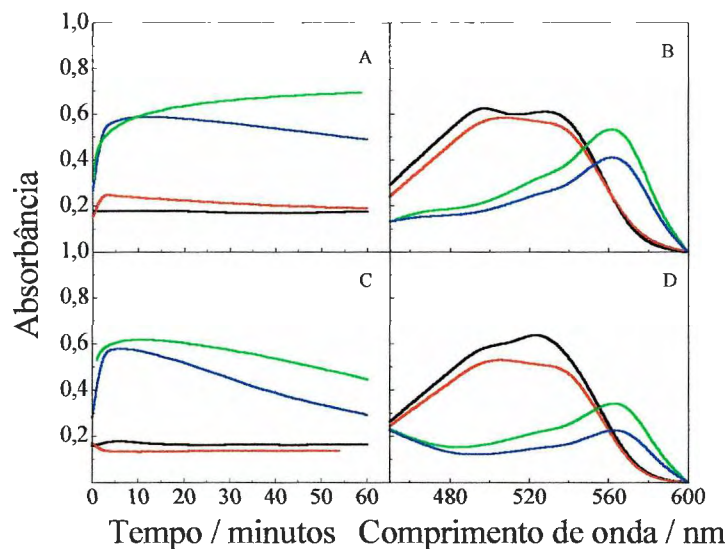 1,0
A
B
0,8
0,6
0,4
0,2
Absorbância
1,0
C
D
0,8
0,6
0,4
0,2
0 10 20 30 40 50 60
480 520 560 600
Tempo / minutos
Comprimento de onda / nm